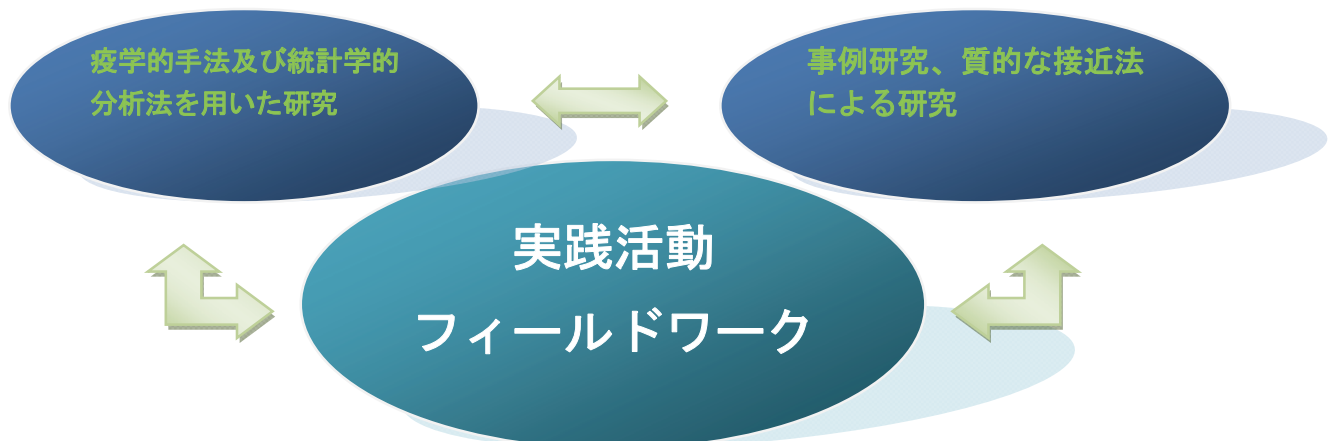 疫学的手法及び統計学的
分析法を用いた研究
事例研究、質的な接近法
による研究
実践活動
フィールドワーク